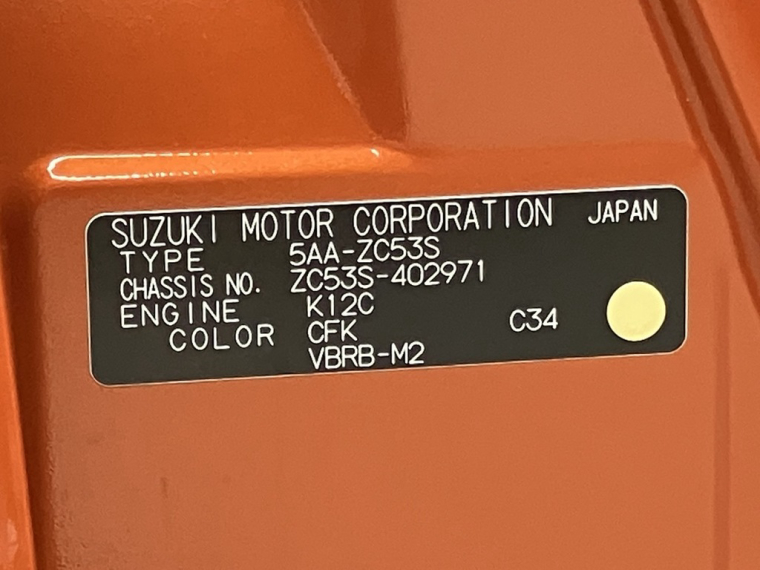 SUZUKI MOTOR CORPORATION JAPAN
TYPE 5AA-ZC53S
CHASSIS NO. ZC53S-402971
ENGINE K12C
COLOR CFK C34
VBRB-M2